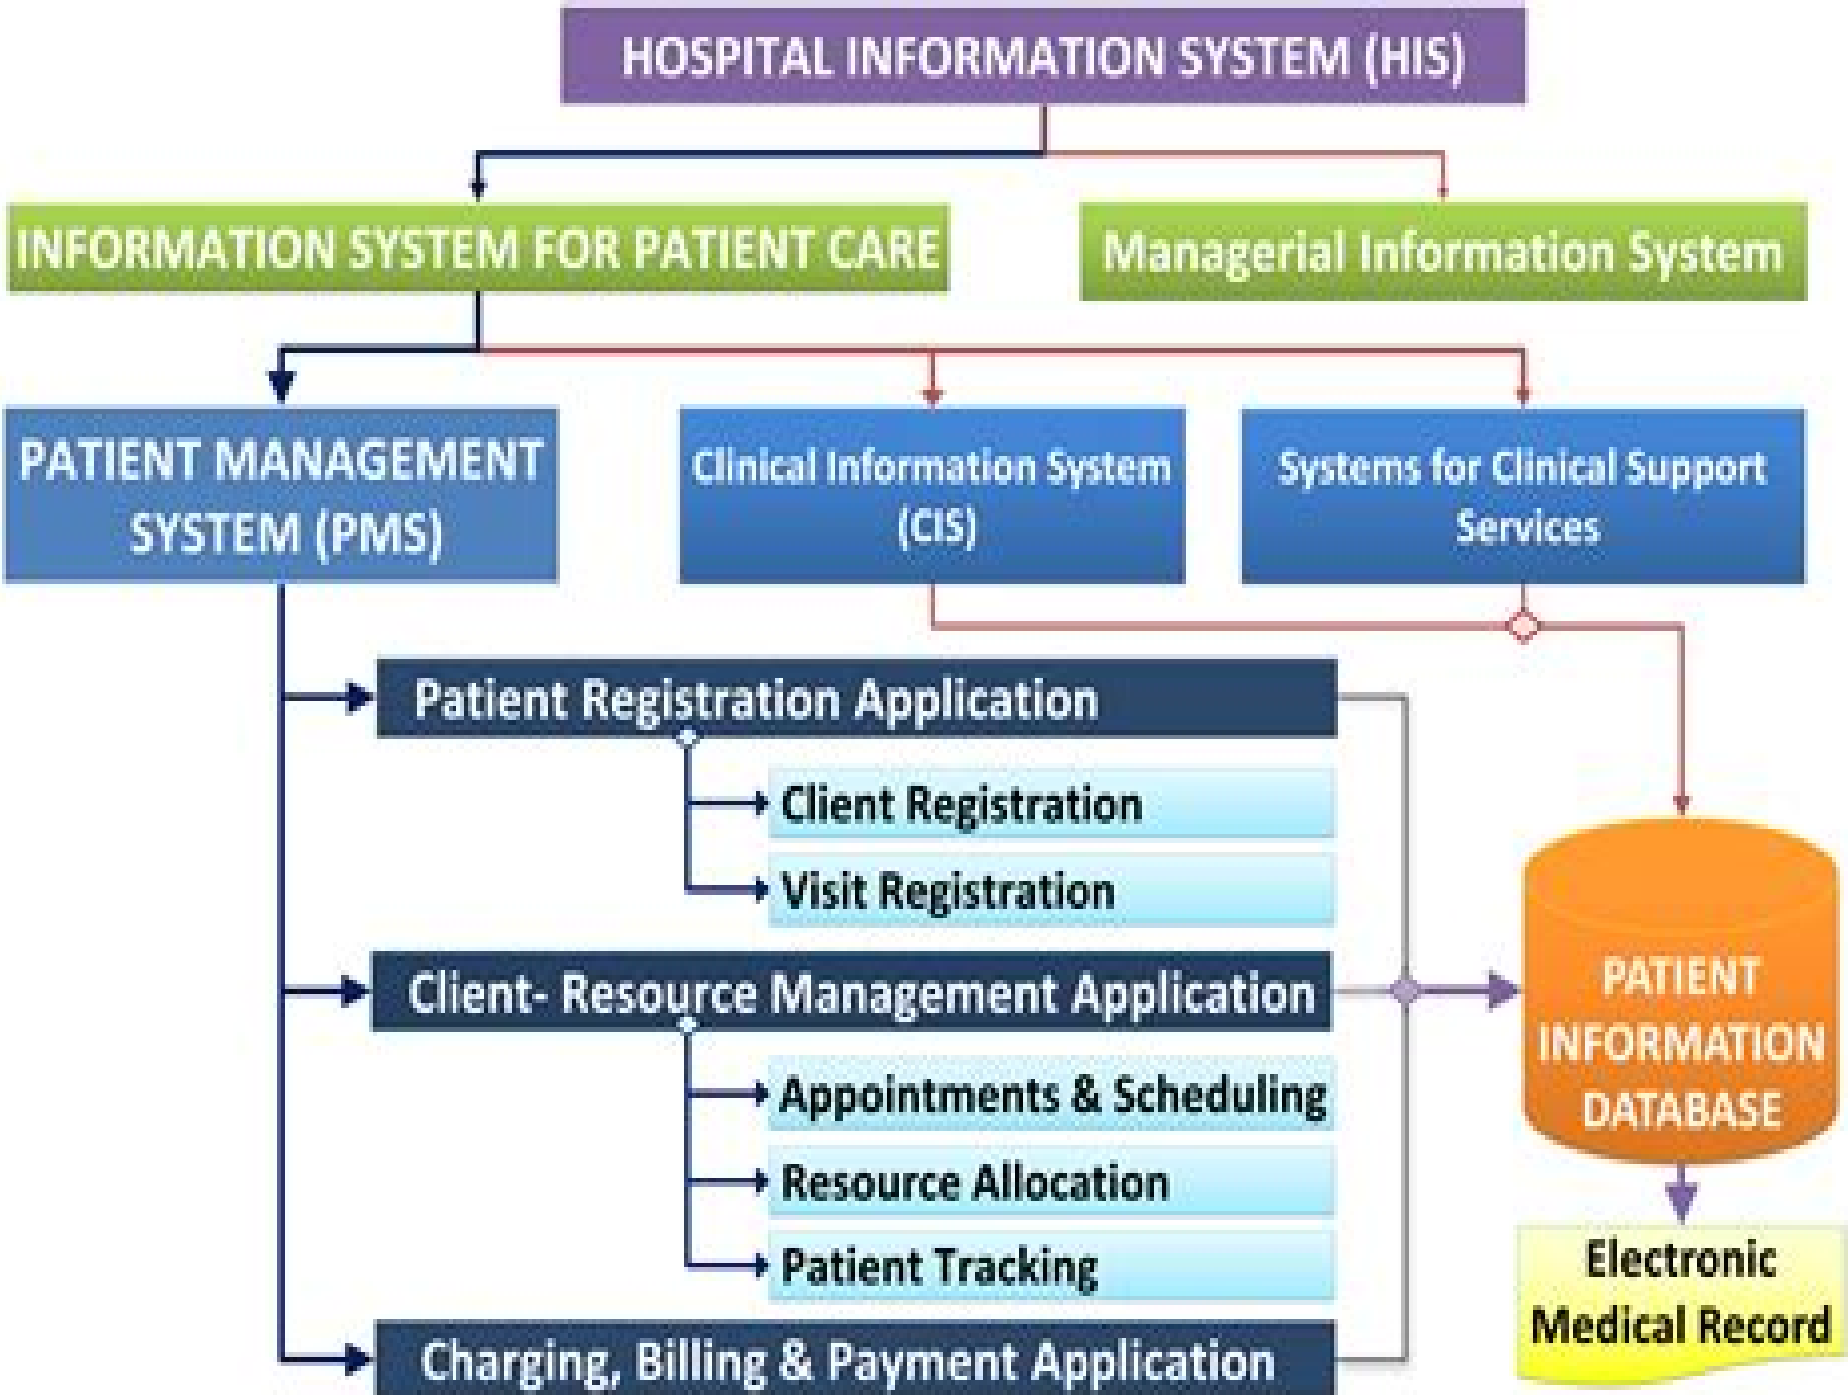 HOSPITAL INFORMATION SYSTEM (HIS)
INFORMATION SYSTEM FOR PATIENT CARE
Managerial Information System
PATIENT MANAGEMENT
SYSTEM (PMS)
Clinical Information System
(CIS)
Systems for Clinical Support
Services
Patient Registration Application
Client Registration
Visit Registration
Client- Resource Management Application
Appointments & Scheduling
Resource Allocation
Patient Tracking
Charging, Billing & Payment Application
PATIENT
INFORMATION
DATABASE
Electronic
Medical Record